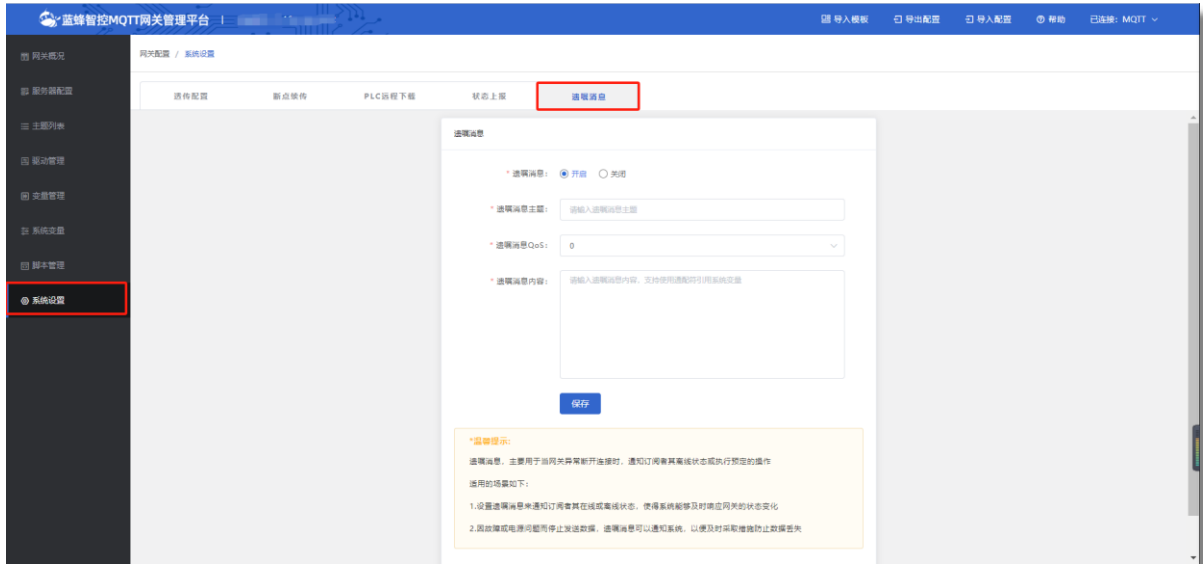 蓝蜂智控MQTT网关管理平台 |
导入模板 导出配置 导入配置 帮助 已连接: MQTT
网关概况
服务器配置
主题列表
驱动管理
变量管理
系统变量
脚本管理
系统设置
网关配置 / 系统设置
透传配置 断点续传 PLC远程下载 状态上报 遗嘱消息
遗嘱消息
* 遗嘱消息: 开启 关闭
* 遗嘱消息主题: 请输入遗嘱消息主题
* 遗嘱消息QoS: 0
* 遗嘱消息内容: 请输入遗嘱消息内容，支持使用通配符引用系统变量
保存
*温馨提示:
遗嘱消息，主要用于当网关异常断开连接时，通知订阅者其离线状态或执行预定的操作
适用的场景如下：
1.设置遗嘱消息来通知订阅者其在线或离线状态，使得系统能够及时响应网关的状态变化
2.因故障或电源问题而停止发送数据，遗嘱消息可以通知系统，以便及时采取措施防止数据丢失